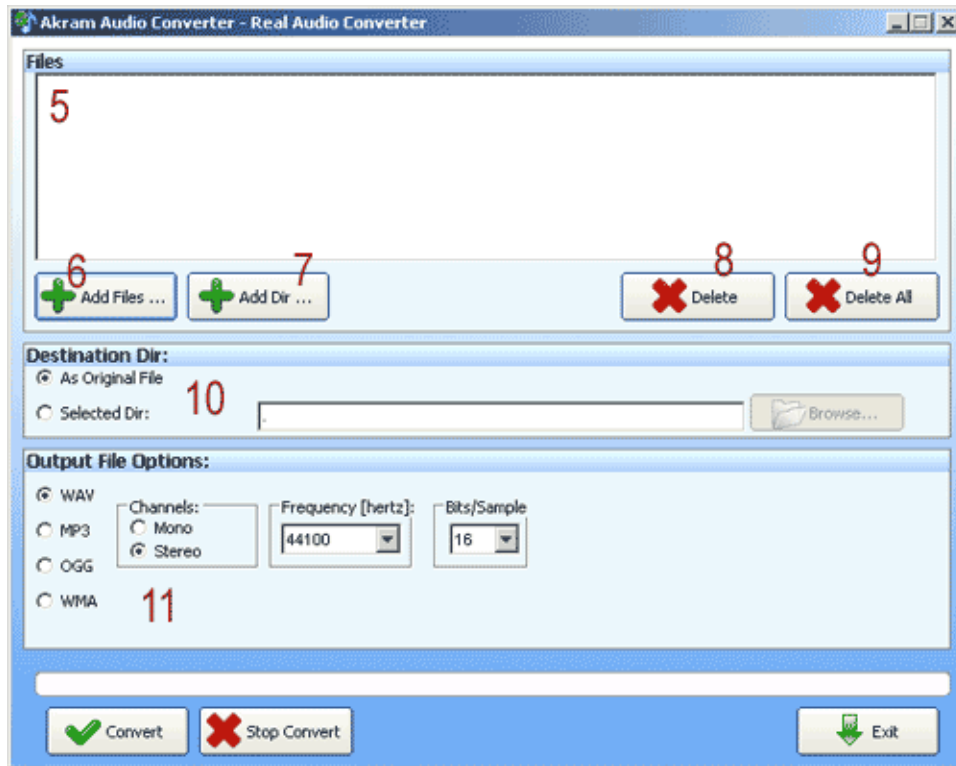 Akram Audio Converter - Real Audio Converter
Files
5
6
7
8
9
Add Files ...
Add Dir ...
Delete
Delete All
Destination Dir:
As Original File
10
Selected Dir:
.
Browse...
Output File Options:
WAV
MP3
OGG
WMA
Channels:
Mono
Stereo
Frequency [hertz]:
44100
Bits/Sample
16
11
Convert
Stop Convert
Exit